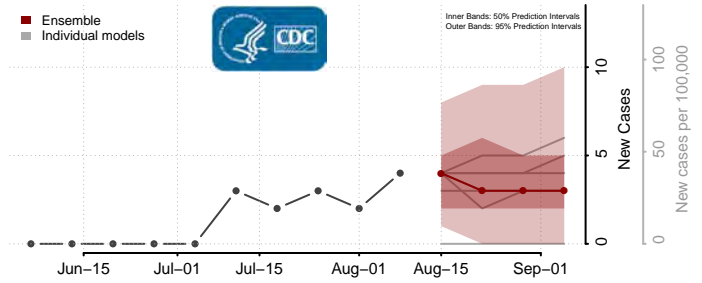 Ensemble
Individual models
CDC
Inner Bands: 50% Prediction Intervals
Outer Bands: 95% Prediction Intervals
0
5
10
New Cases
0
50
100
New cases per 100,000
Jun−15
Jul−01
Jul−15
Aug−01
Aug−15
Sep−01